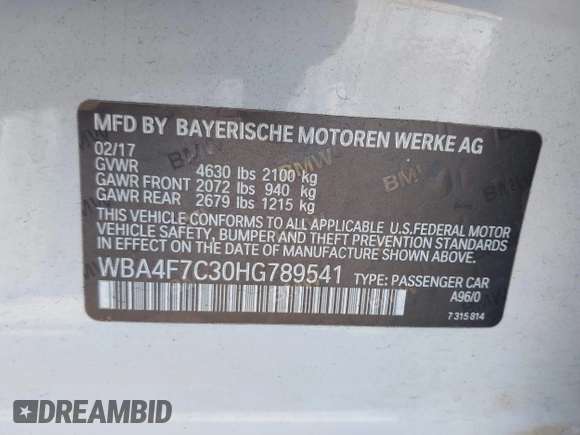 MFD BY BAYERISCHE MOTOREN WERKE AG
02/17
GVWR 4630 lbs 2100 kg
GAWR FRONT 2072 lbs 940 kg
GAWR REAR 2679 lbs 1215 kg
THIS VEHICLE CONFORMS TO ALL APPLICABLE U.S.FEDERAL MOTOR
VEHICLE SAFETY, BUMPER AND THEFT PREVENTION STANDARDS
IN EFFECT ON THE DATE OF MANUFACTURE SHOWN ABOVE.
WBA4F7C30HG789541 TYPE: PASSENGER CAR
A96/0
7 315 814
DREAMBID